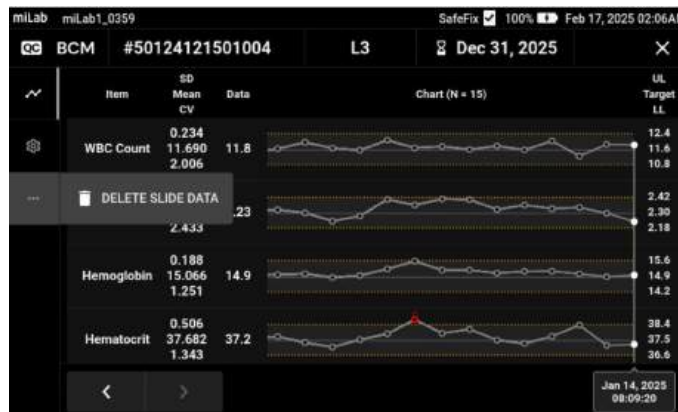 miLab milLab1_0359 SafeFix 100% Feb 17, 2025 02:06A
QC BCM #50124121501004 L3 Dec 31, 2025
Item SD Mean CV Data Chart (N = 15) UL Target LL
WBC Count 0.234 11.690 2.006 11.8 12.4 11.6 10.8
DELETE SLIDE DATA .23 2.433 2.42 2.30 2.18
Hemoglobin 0.188 15.066 1.251 14.9 15.6 14.9 14.2
Hematocrit 0.506 37.682 1.343 37.2 38.4 37.5 36.6
Jan 14, 2025
08:09:20